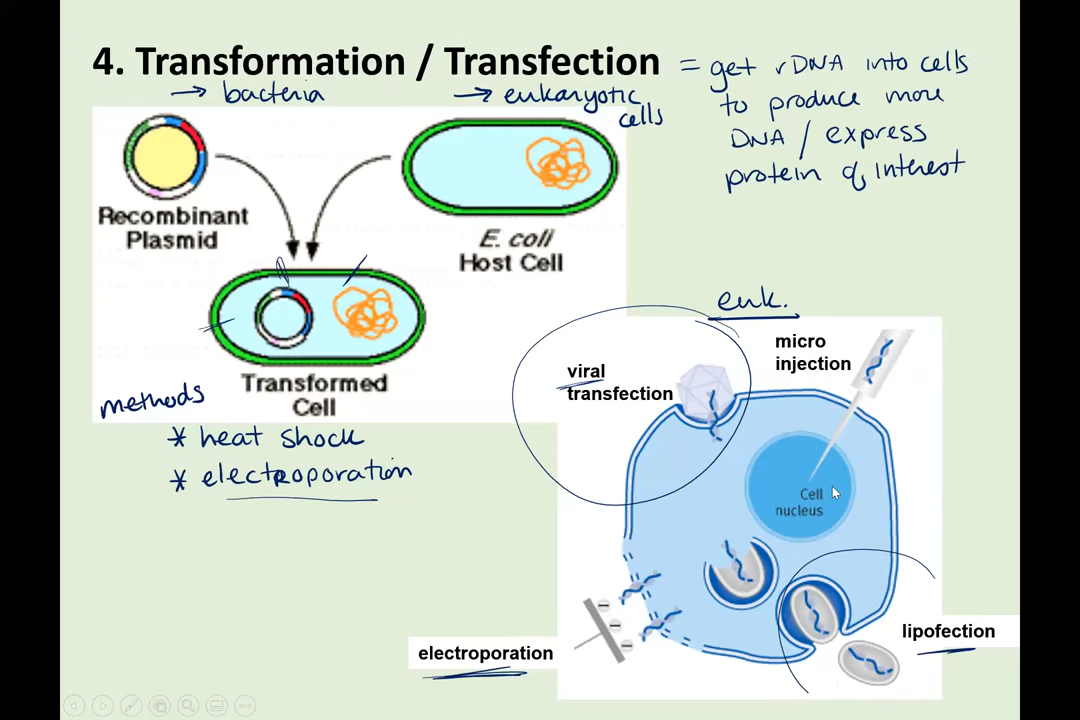 4. Transformation / Transfection
= get rDNA into cells
to produce more
DNA / express
protein of interest
→ bacteria
→ eukaryotic
cells
Recombinant
Plasmid
E. coli
Host Cell
Transformed
Cell
methods
* heat shock
* electroporation
euk.
viral
transfection
micro
injection
Cell
nucleus
electroporation
lipofection